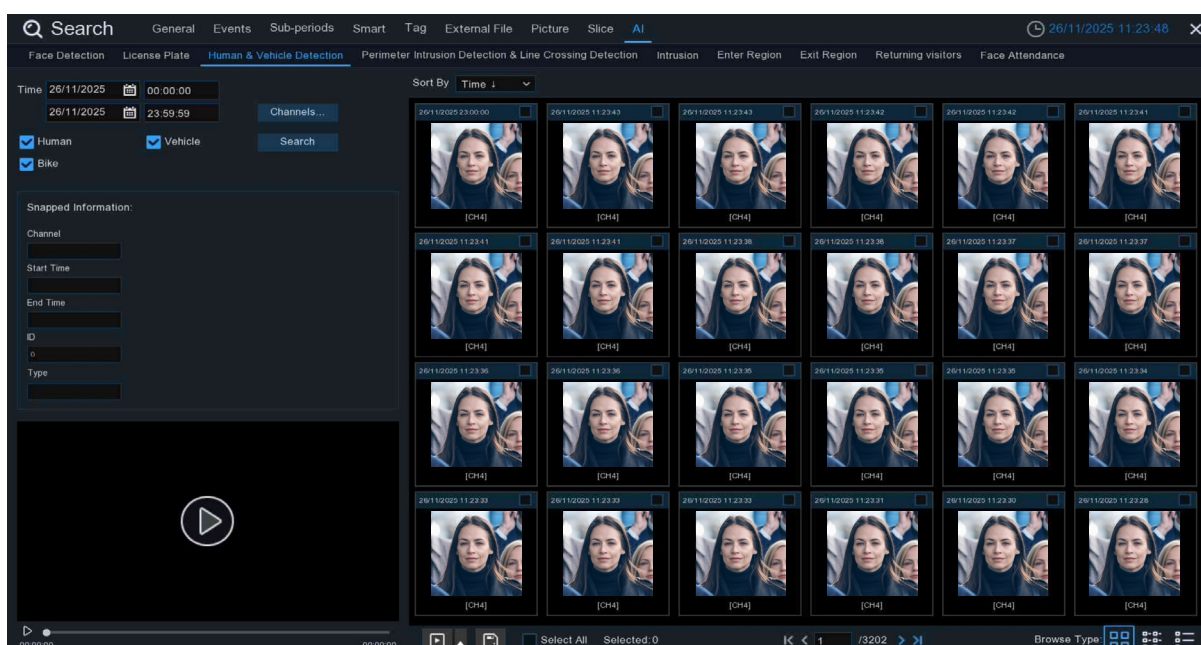 Search General Events Sub-periods Smart Tag External File Picture Slice AI 26/11/2025 11:23:48
Face Detection License Plate Human & Vehicle Detection Perimeter Intrusion Detection & Line Crossing Detection Intrusion Enter Region Exit Region Returning visitors Face Attendance
Time 26/11/2025 00:00:00
26/11/2025 23:59:59 Channels...
Human Vehicle Search
Bike
Snapped Information:
Channel
Start Time
End Time
ID
0
Type
Sort By Time ↓
26/11/2025 23:00:00 26/11/2025 11:23:43 26/11/2025 11:23:43 26/11/2025 11:23:42 26/11/2025 11:23:42 26/11/2025 11:23:41
[CH4] [CH4] [CH4] [CH4] [CH4] [CH4]
26/11/2025 11:23:41 26/11/2025 11:23:41 26/11/2025 11:23:38 26/11/2025 11:23:38 26/11/2025 11:23:37 26/11/2025 11:23:37
[CH4] [CH4] [CH4] [CH4] [CH4] [CH4]
26/11/2025 11:23:36 26/11/2025 11:23:36 26/11/2025 11:23:35 26/11/2025 11:23:35 26/11/2025 11:23:35 26/11/2025 11:23:34
[CH4] [CH4] [CH4] [CH4] [CH4] [CH4]
26/11/2025 11:23:33 26/11/2025 11:23:33 26/11/2025 11:23:33 26/11/2025 11:23:31 26/11/2025 11:23:30 26/11/2025 11:23:28
[CH4] [CH4] [CH4] [CH4] [CH4] [CH4]
00:00:00 00:00:00
Select All Selected:0 1 /3202 Browse Type: